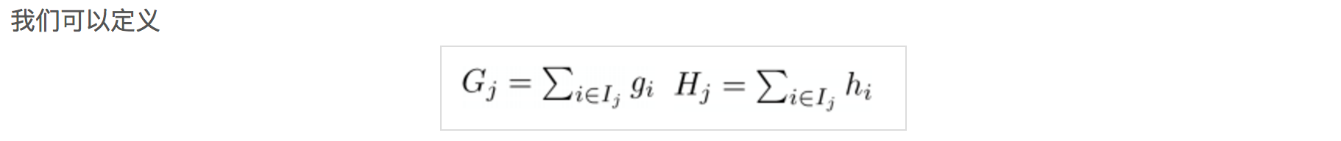 我们可以定义
G_j = ∑_{i∈I_j} g_i H_j = ∑_{i∈I_j} h_i